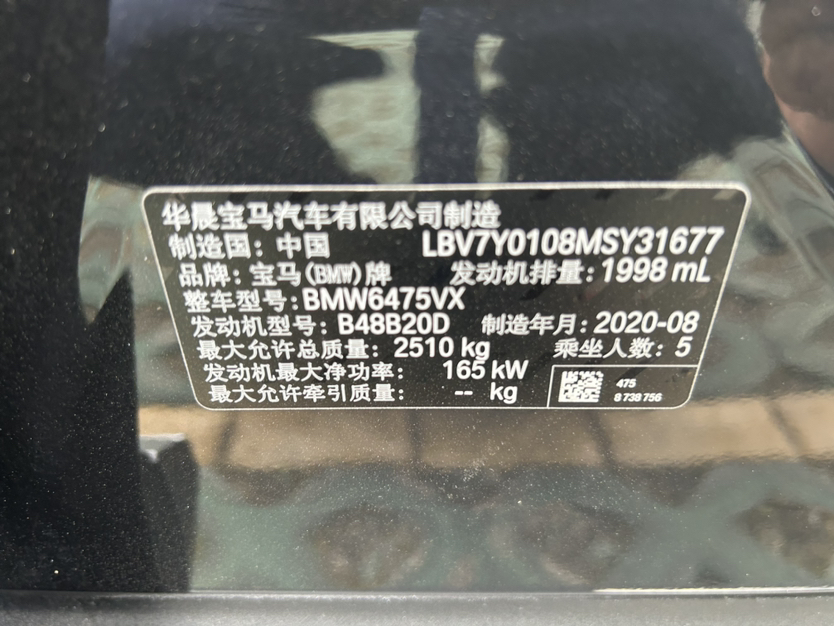 华晨宝马汽车有限公司制造
制造国：中国 LBV7Y0108MSY31677
品牌：宝马(BMW)牌 发动机排量：1998 mL
整车型号：BMW6475VX
发动机型号：B48B20D 制造年月：2020-08
最大允许总质量：2510 kg 乘坐人数：5
发动机最大净功率： 165 kW
最大允许牵引质量： -- kg
475
8 738 756